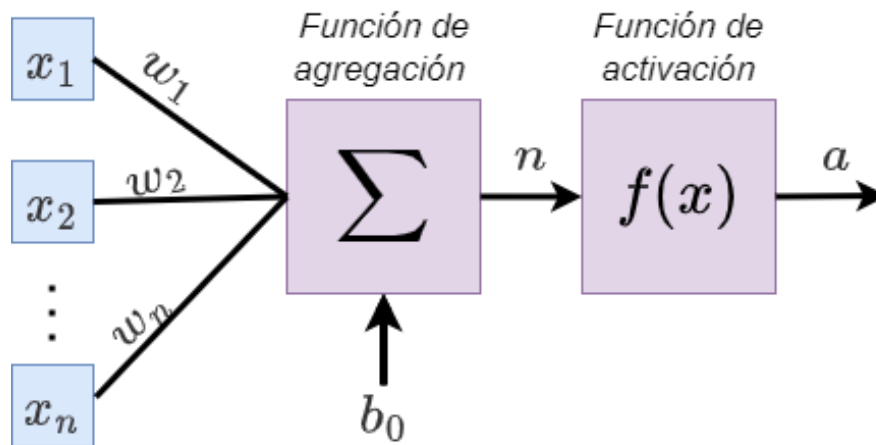 Función de
agregación
Función de
activación
x₁
w₁
x₂
w₂
⋮
xₙ
wₙ
∑
b₀
n
f(x)
a